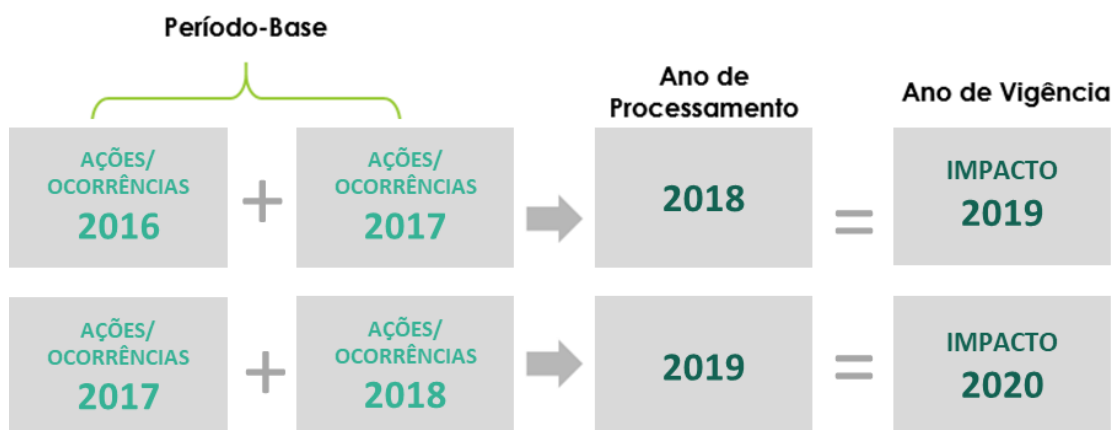 Período-Base
Ano de
Processamento
Ano de Vigência
AÇÕES/
OCORRÊNCIAS
2016
+
AÇÕES/
OCORRÊNCIAS
2017
2018
=
IMPACTO
2019
AÇÕES/
OCORRÊNCIAS
2017
+
AÇÕES/
OCORRÊNCIAS
2018
2019
=
IMPACTO
2020